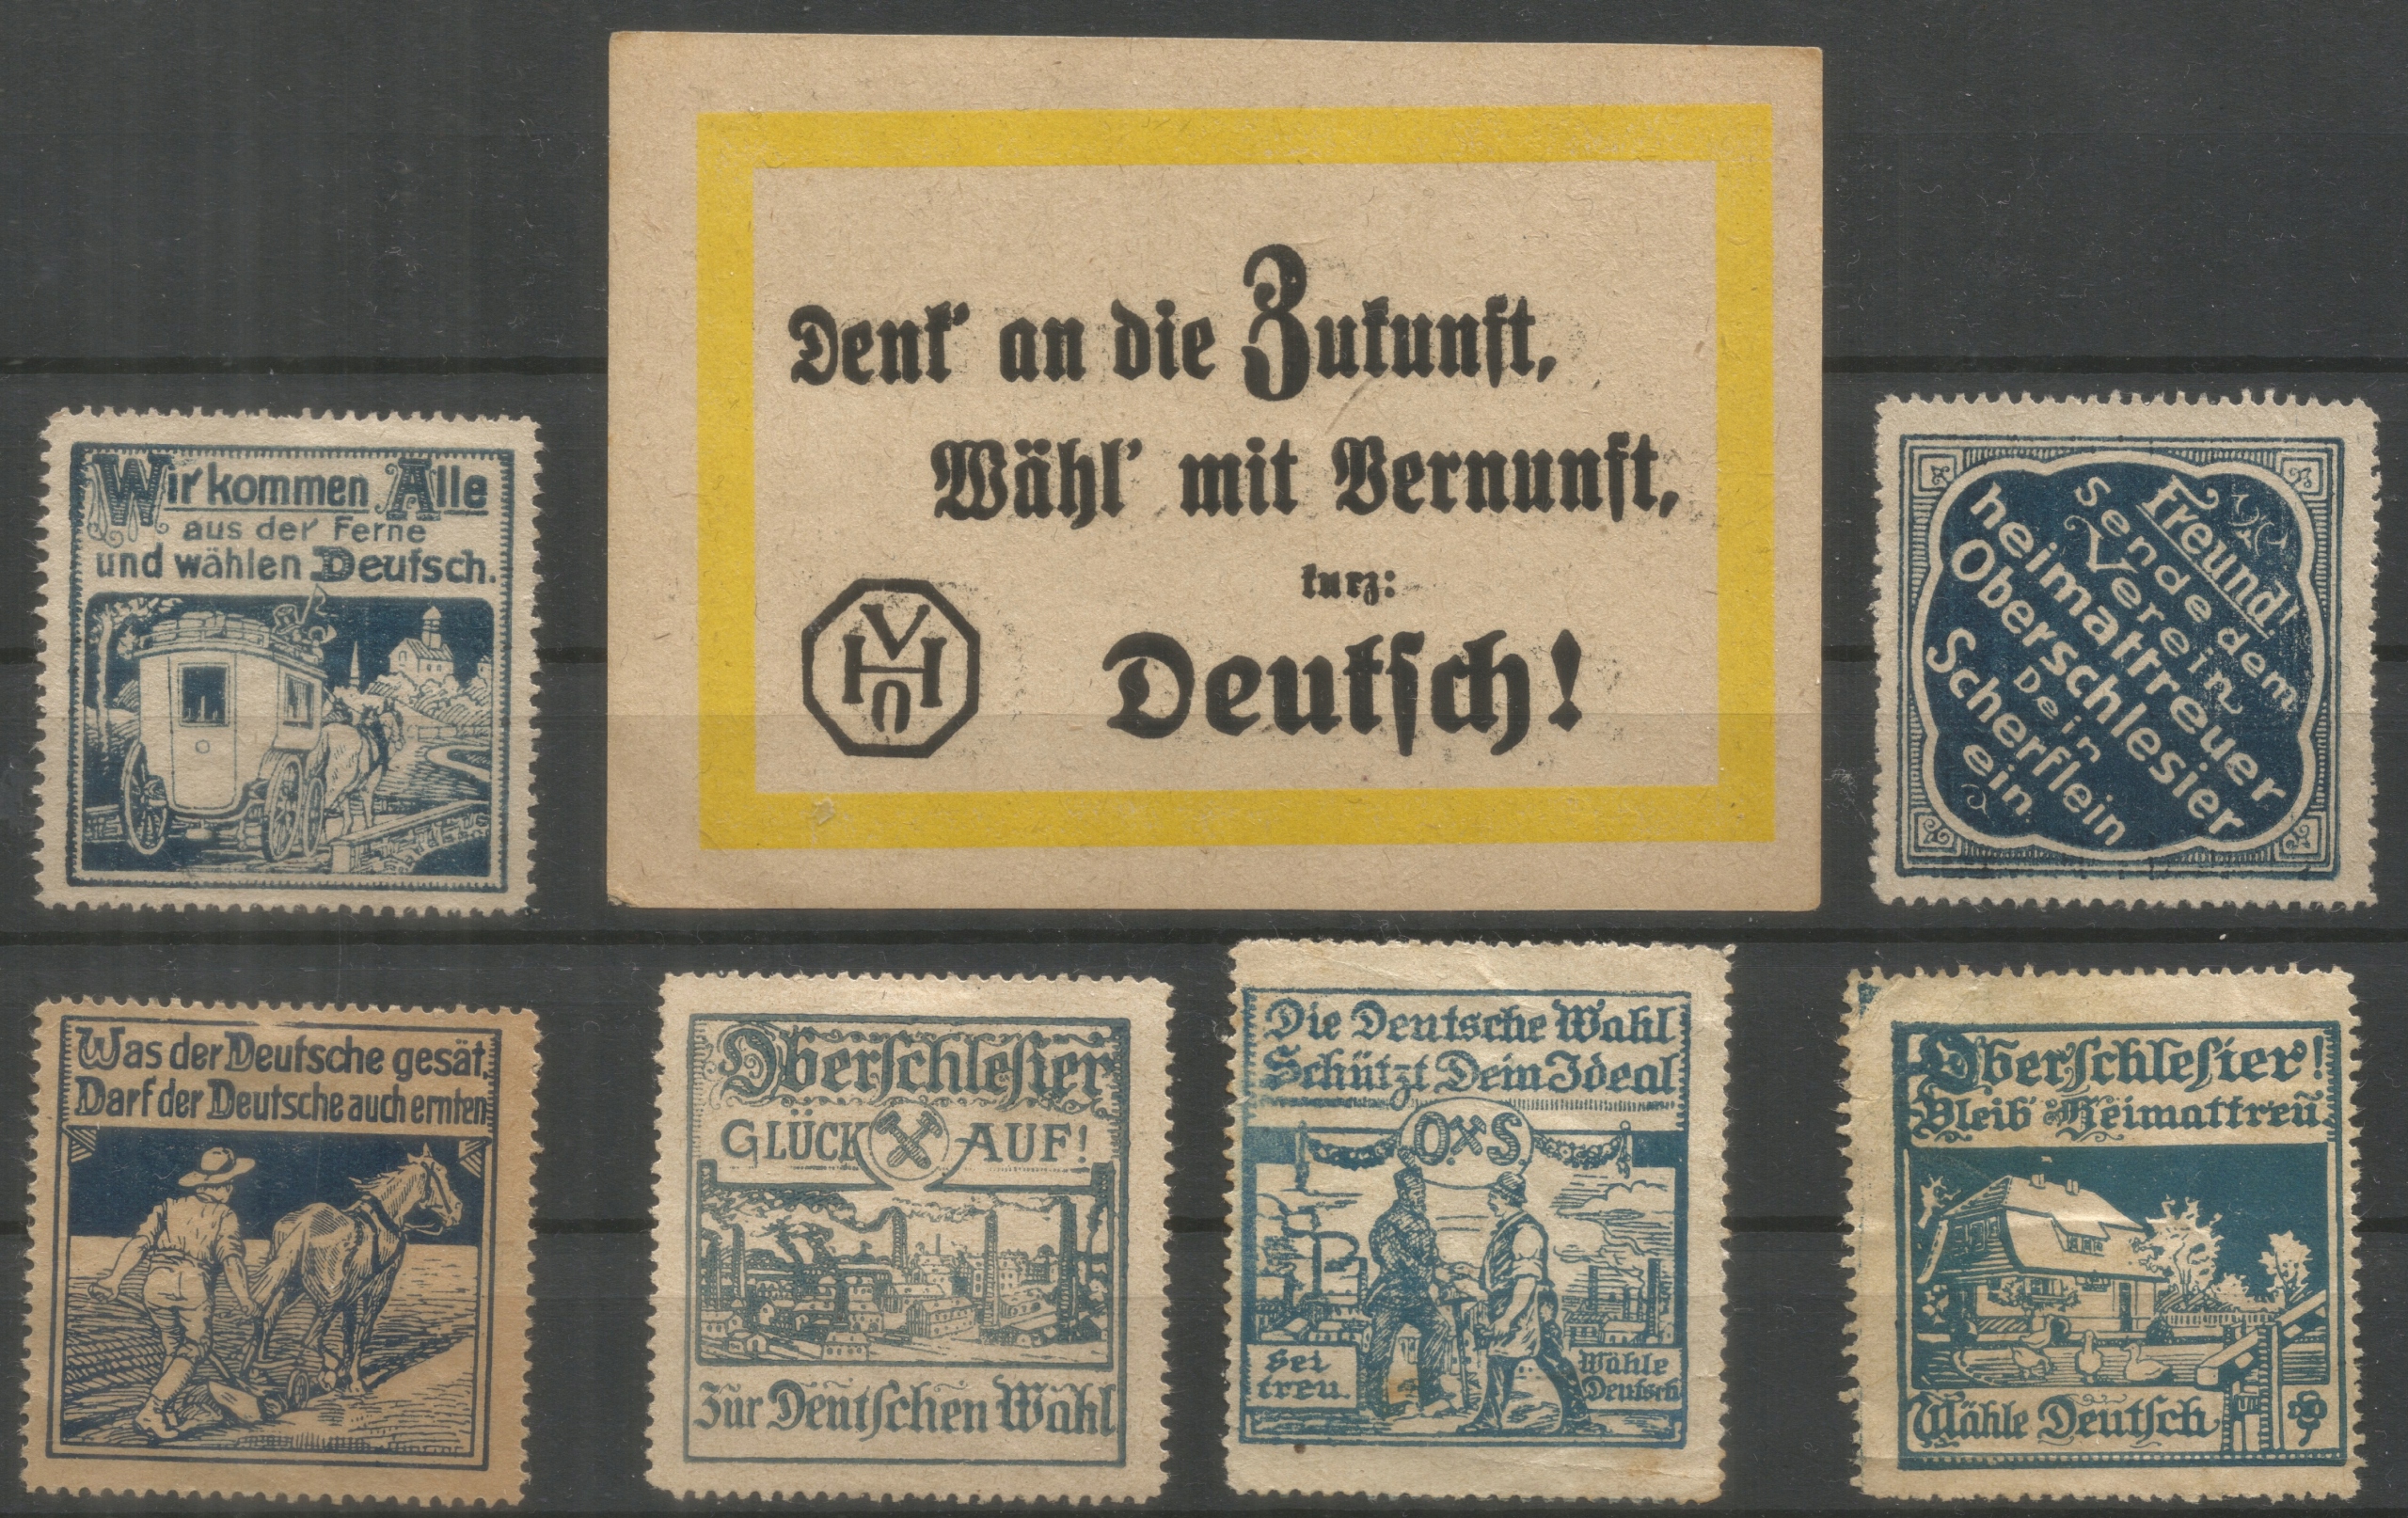 Wir kommen Alle
aus der Ferne
und wählen Deutsch.
Denk' an die Zukunft,
Wähl' mit Vernunft,
kurz:
Deutsch!
Freund!
Sende dem
Verein
heimattreuer
Oberschlesier
Dein
Scherflein
ein.
Was der Deutsche gesät,
Darf der Deutsche auch ernten
Oberschlesier
GLÜCK AUF!
Zur Deutschen Wahl
Die Deutsche Wahl
Schützt Dein Ideal
O. S.
Sei
treu.
Wähle
Deutsch
Oberschlesier!
Bleib Heimattreu
Wähle Deutsch